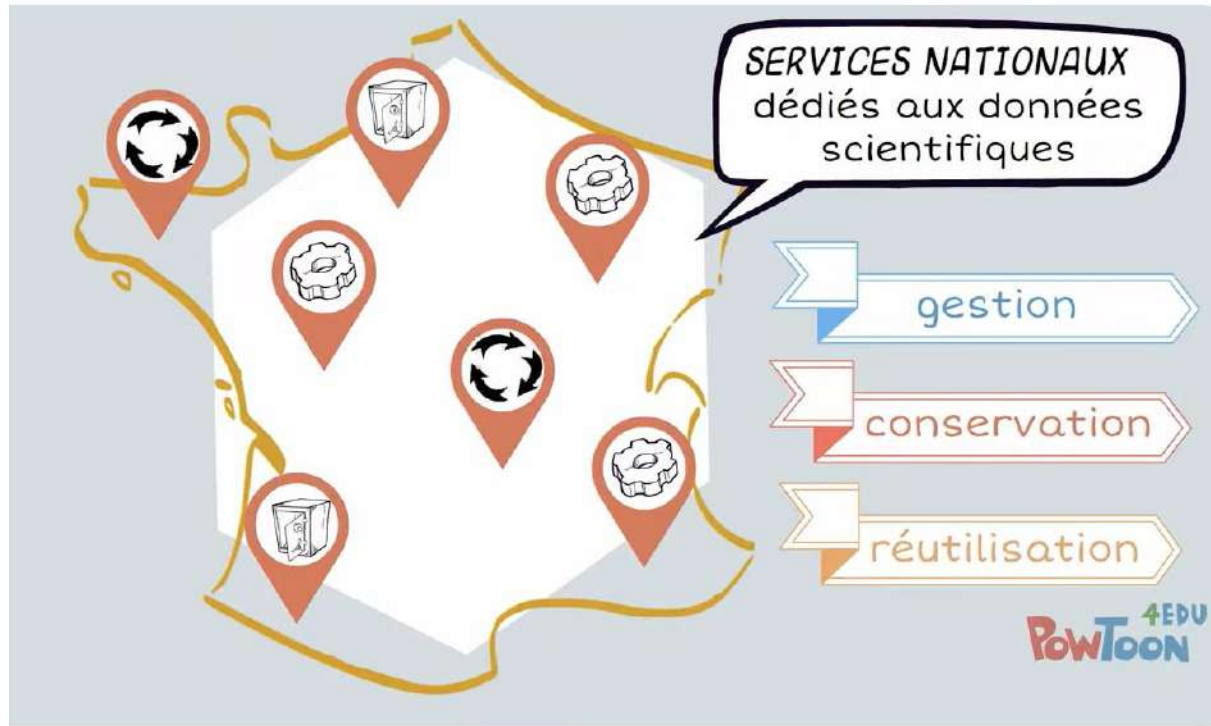 SERVICES NATIONAUX
dédiés aux données
scientifiques
gestion
conservation
réutilisation
4EDU
POWTOON